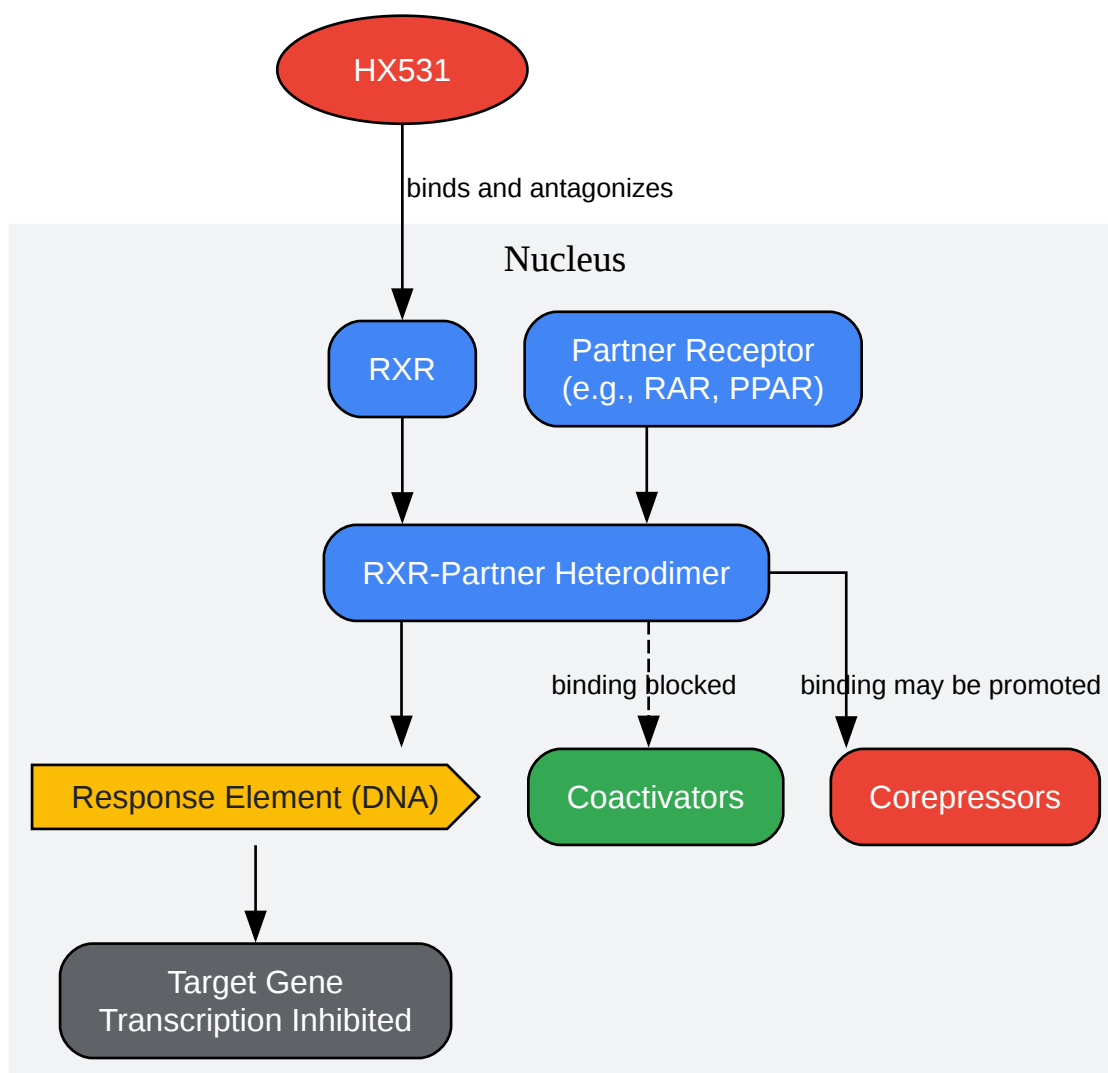 HX531
binds and antagonizes
Nucleus
RXR
Partner Receptor
(e.g., RAR, PPAR)
RXR-Partner Heterodimer
binding blocked
binding may be promoted
Response Element (DNA)
Coactivators
Corepressors
Target Gene
Transcription Inhibited